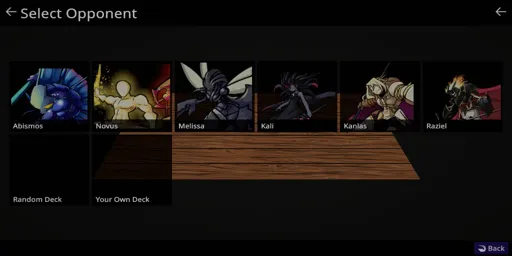 Select Opponent
Abismos
Novus
Melissa
Kali
Kanias
Raziel
Random Deck
Your Own Deck
Back